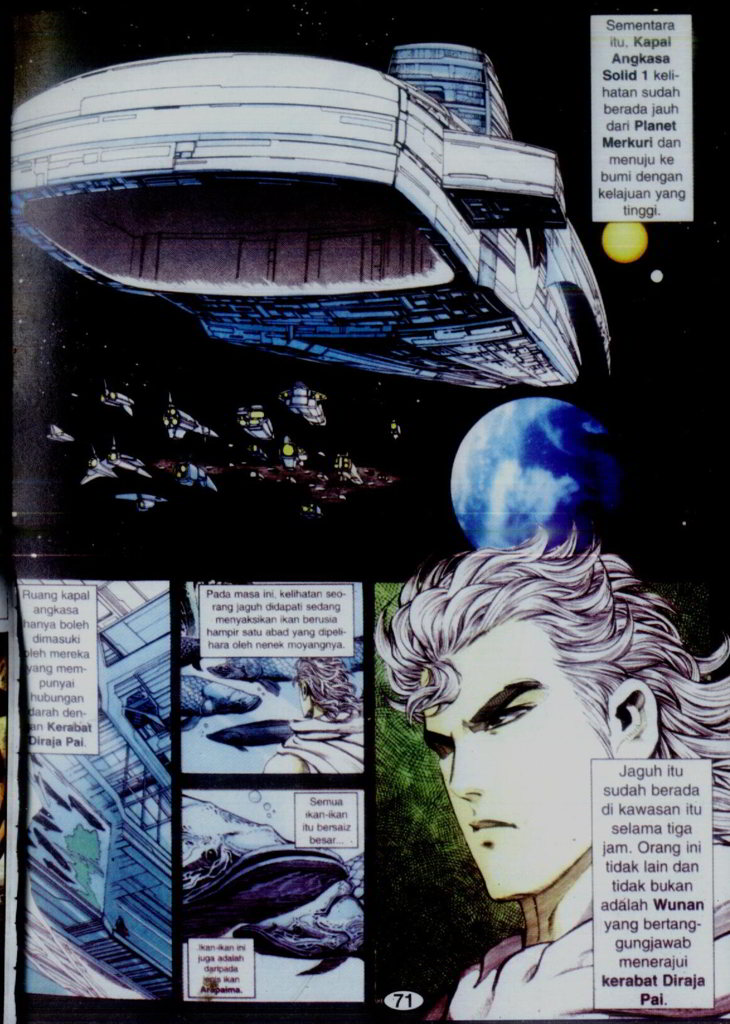 Sementara
itu, Kapal
Angkasa
Solid 1 keli-
hatan sudah
berada jauh
dari Planet
Merkuri dan
menuju ke
bumi dengan
kelajuan yang
tinggi.
Ruang kapal
angkasa
hanya boleh
dimasuki
oleh mereka
yang mem-
punyai
hubungan
darah den-
an Kerabat
Diraja Pai.
Pada masa ini, kelihatan seo-
rang jaguh didapati sedang
menyaksikan ikan berusia
hampir satu abad yang dipeli-
hara oleh nenek moyangnya.
Semua
ikan-ikan
itu bersaiz
besar...
Ikan-ikan ini
juga adalah
daripada
jenis ikan
Arapaima.
Jaguh itu
sudah berada
di kawasan itu
selama tiga
jam. Orang ini
tidak lain dan
tidak bukan
adalah Wunan
yang bertang-
gungjawab
menerajui
kerabat Diraja
Pai.
71